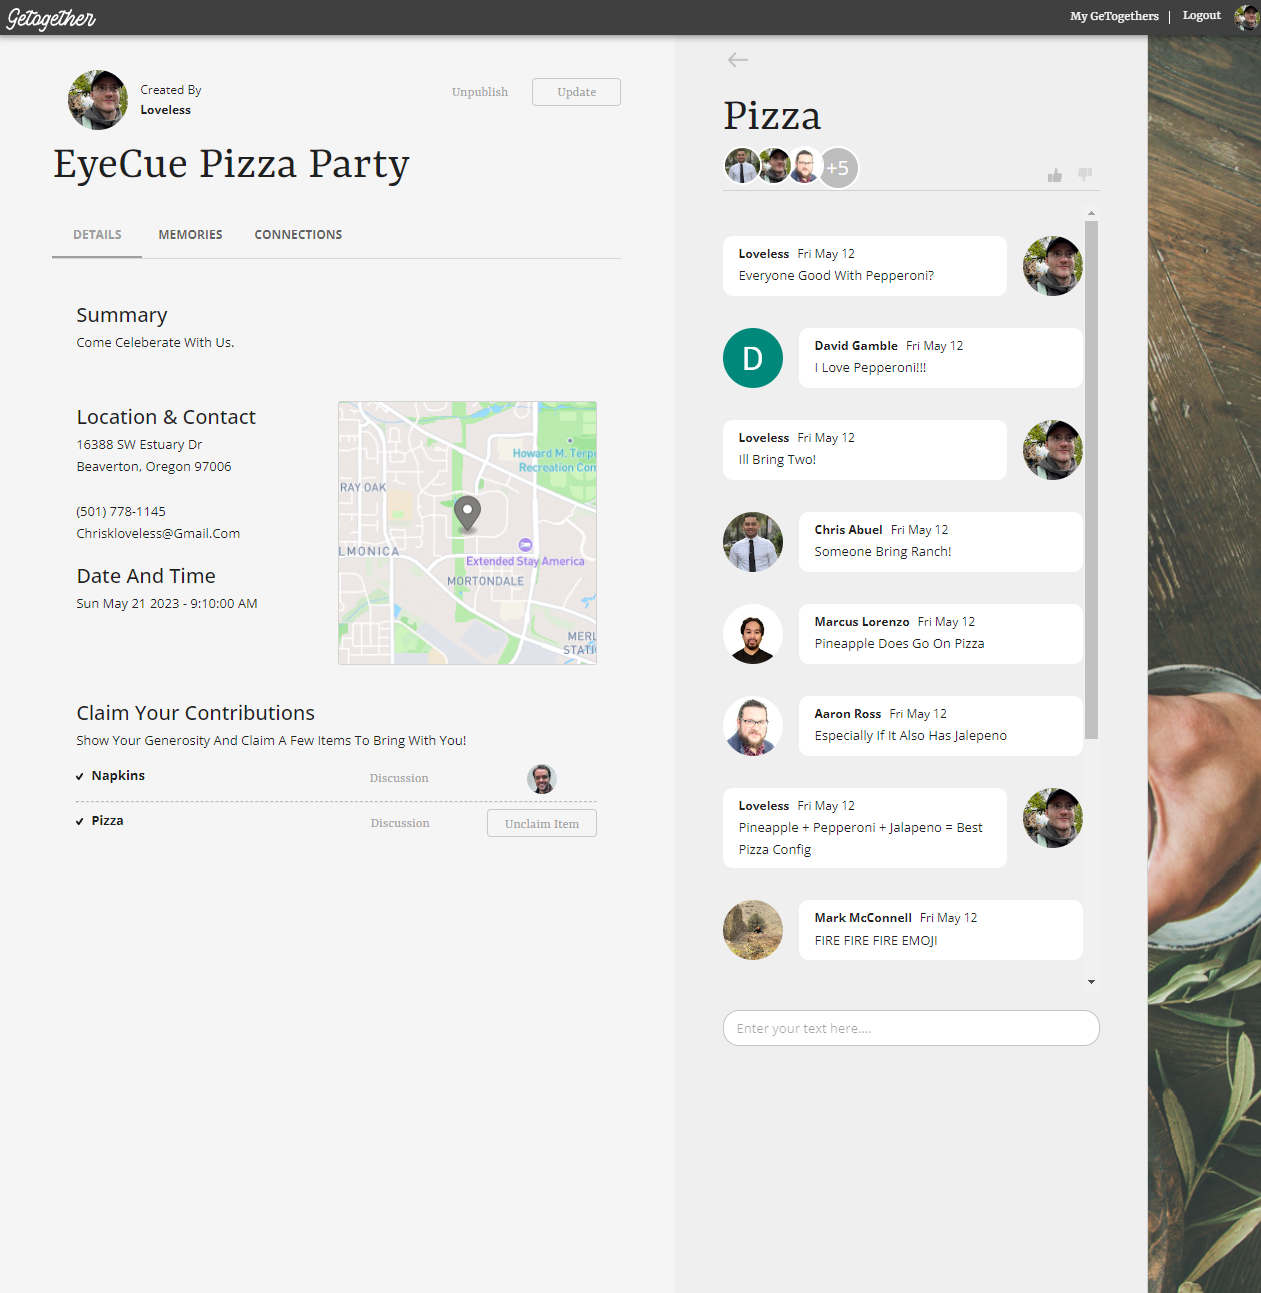 Getogether
My GeTogethers | Logout
Created By
Loveless
Unpublish
Update
EyeCue Pizza Party
DETAILS
MEMORIES
CONNECTIONS
Summary
Come Celeberate With Us.
Location & Contact
16388 SW Estuary Dr
Beaverton, Oregon 97006
(501) 778-1145
Chriskloveless@Gmail.Com
Date And Time
Sun May 21 2023 - 9:10:00 AM
Howard M. Terpe
Recreation Con
RAY OAK
LMONICA
Extended Stay America
MORTONDALE
MERL
STATI
Claim Your Contributions
Show Your Generosity And Claim A Few Items To Bring With You!
Napkins
Discussion
Pizza
Discussion
Unclaim Item
Pizza
+5
Loveless Fri May 12
Everyone Good With Pepperoni?
D
David Gamble Fri May 12
I Love Pepperoni!!!
Loveless Fri May 12
Ill Bring Two!
Chris Abuel Fri May 12
Someone Bring Ranch!
Marcus Lorenzo Fri May 12
Pineapple Does Go On Pizza
Aaron Ross Fri May 12
Especially If It Also Has Jalepeno
Loveless Fri May 12
Pineapple + Pepperoni + Jalapeno = Best
Pizza Config
Mark McConnell Fri May 12
FIRE FIRE FIRE EMOJI
Enter your text here....